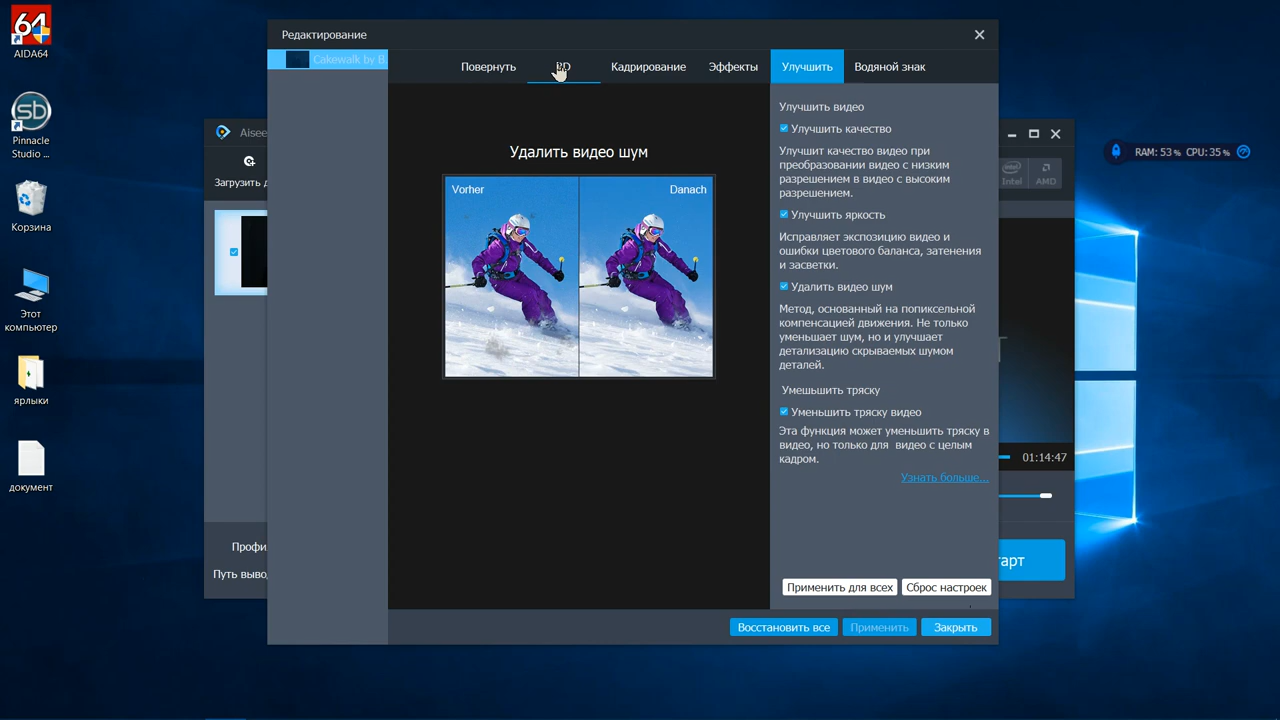 64
AIDA64
Pinnacle
Studio ...
Корзина
Этот
компьютер
ярлыки
документ
Редактирование
Cakewalk by B.
Повернуть
3D
Кадрирование
Эффекты
Улучшить
Водяной знак
Удалить видео шум
Vorher
Danach
Улучшить видео
Улучшить качество
Улучшит качество видео при
преобразовании видео с низким
разрешением в видео с высоким
разрешением.
Улучшить яркость
Исправляет экспозицию видео и
ошибки цветового баланса, затенения
и засветки.
Удалить видео шум
Метод, основанный на попиксельной
компенсацией движения. Не только
уменьшает шум, но и улучшает
детализацию скрываемых шумом
деталей.
Умешьшить тряску
Уменьшить тряску видео
Эта функция может уменьшить тряску в
видео, но только для видео с целым
кадром.
Узнать больше...
Применить для всех
Сброс настроек
Восстановить все
Применить
Закрыть
Aisee
Загрузить д
Профи
Путь выво
Intel
AMD
01:14:47
арт
RAM: 53 % CPU: 35 %